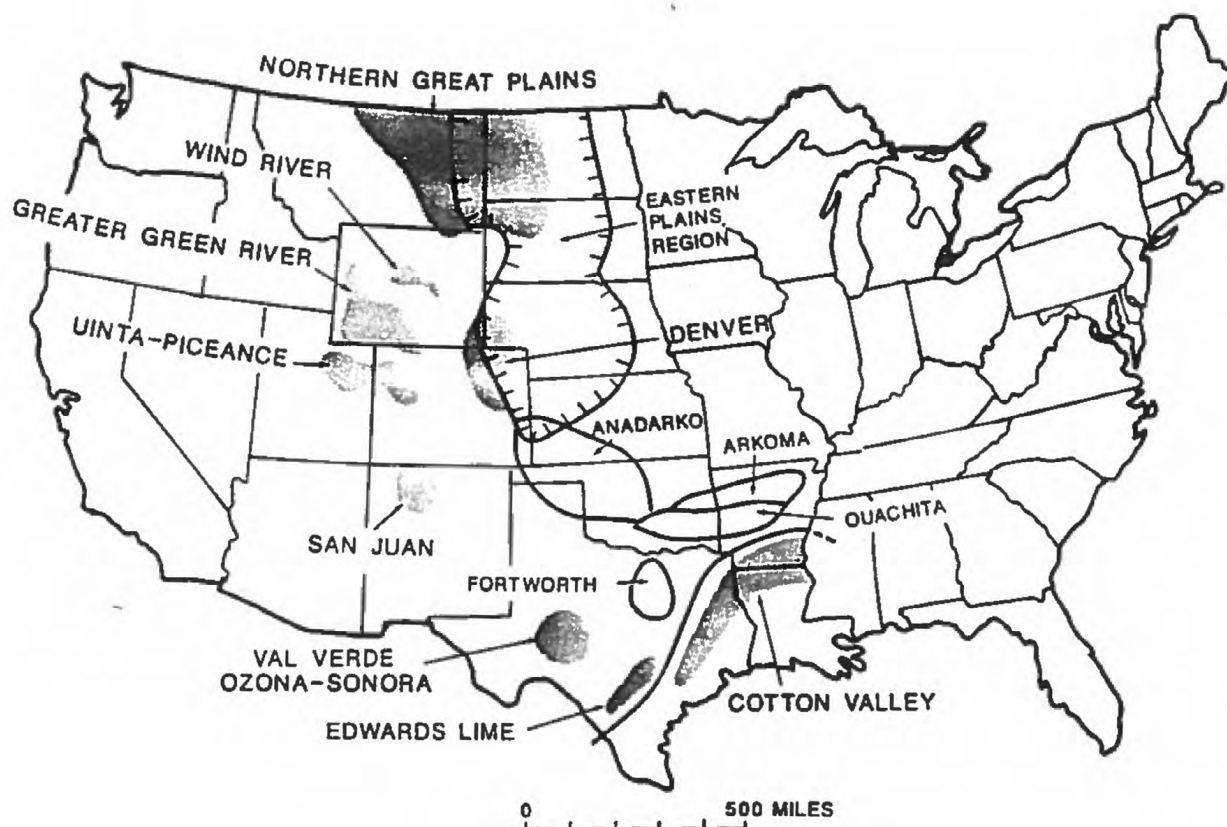 NORTHERN GREAT PLAINS
WIND RIVER
GREATER GREEN RIVER
EASTERN
PLAINS
REGION
UINTA-PICEANCE
DENVER
ANADARKO
ARKOMA
OUACHITA
SAN JUAN
FORTWORTH
VAL VERDE
OZONA-SONORA
COTTON VALLEY
EDWARDS LIME
0 500 MILES